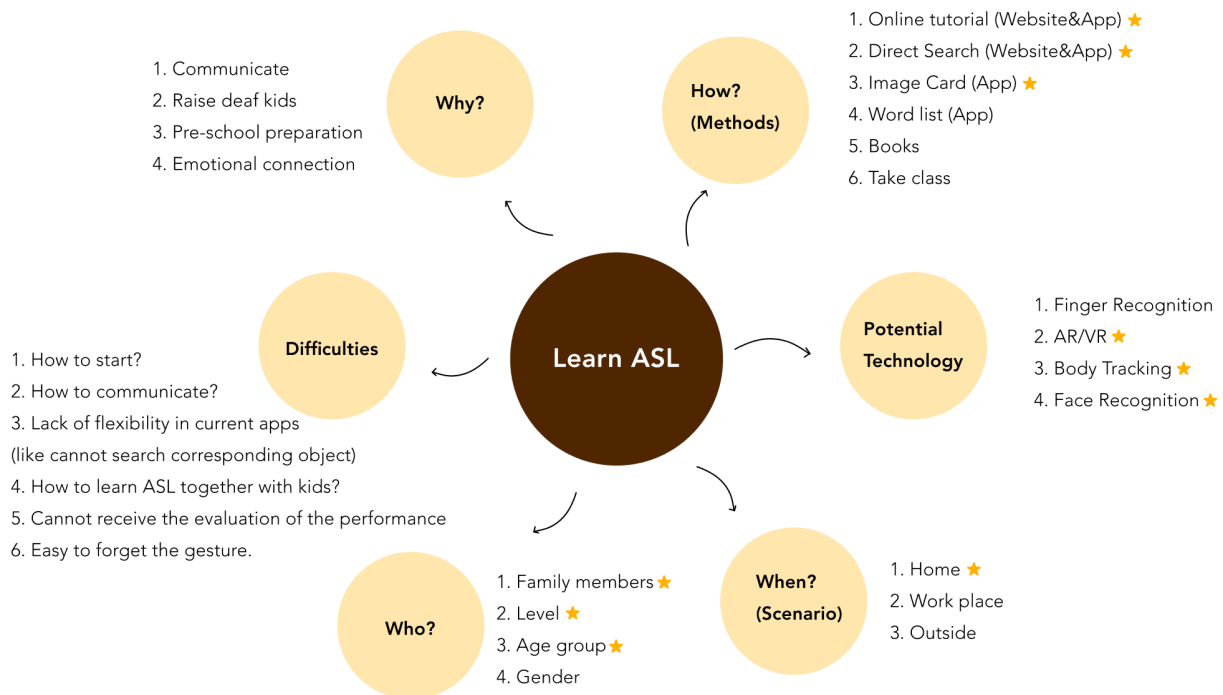 Learn ASL
Why?
1. Communicate
2. Raise deaf kids
3. Pre-school preparation
4. Emotional connection
How?
(Methods)
1. Online tutorial (Website&App)
2. Direct Search (Website&App)
3. Image Card (App)
4. Word list (App)
5. Books
6. Take class
Potential
Technology
1. Finger Recognition
2. AR/VR
3. Body Tracking
4. Face Recognition
When?
(Scenario)
1. Home
2. Work place
3. Outside
Who?
1. Family members
2. Level
3. Age group
4. Gender
Difficulties
1. How to start?
2. How to communicate?
3. Lack of flexibility in current apps
(like cannot search corresponding object)
4. How to learn ASL together with kids?
5. Cannot receive the evaluation of the performance
6. Easy to forget the gesture.